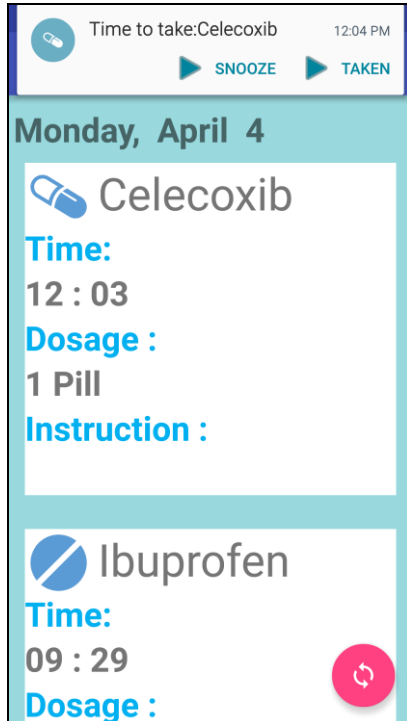 Time to take:Celecoxib 12:04 PM
SNOOZE TAKEN
Monday, April 4
Celecoxib
Time:
12 : 03
Dosage :
1 Pill
Instruction :
Ibuprofen
Time:
09 : 29
Dosage :